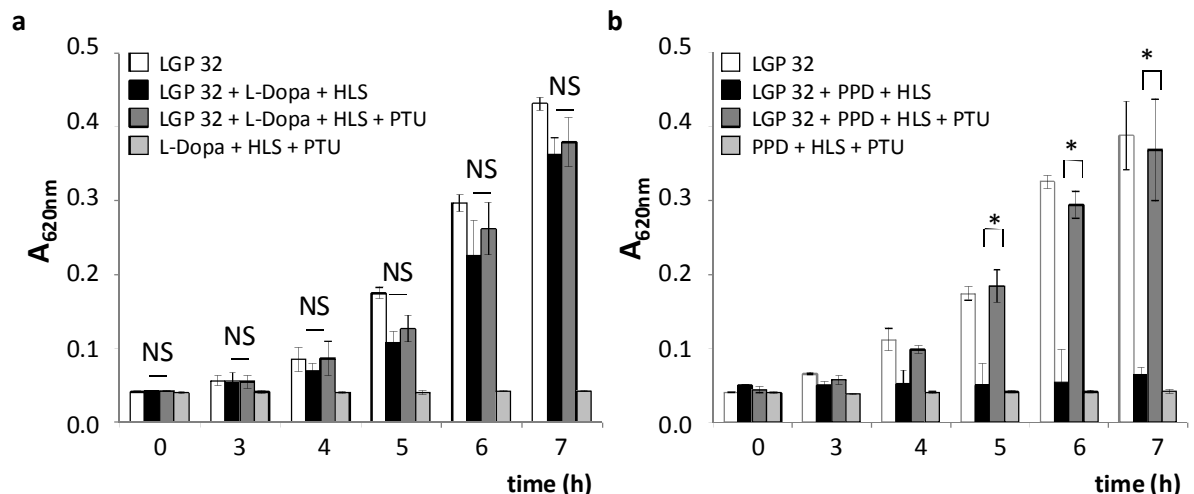 a
0.5
LGP 32
LGP 32 + L-Dopa + HLS
LGP 32 + L-Dopa + HLS + PTU
L-Dopa + HLS + PTU
NS
NS
NS
NS
NS
NS
0.4
0.3
0.2
0.1
0.0
A620nm
0 3 4 5 6 7
time (h)
b
0.5
LGP 32
LGP 32 + PPD + HLS
LGP 32 + PPD + HLS + PTU
PPD + HLS + PTU
*
*
*
0.4
0.3
0.2
0.1
0.0
A620nm
0 3 4 5 6 7
time (h)